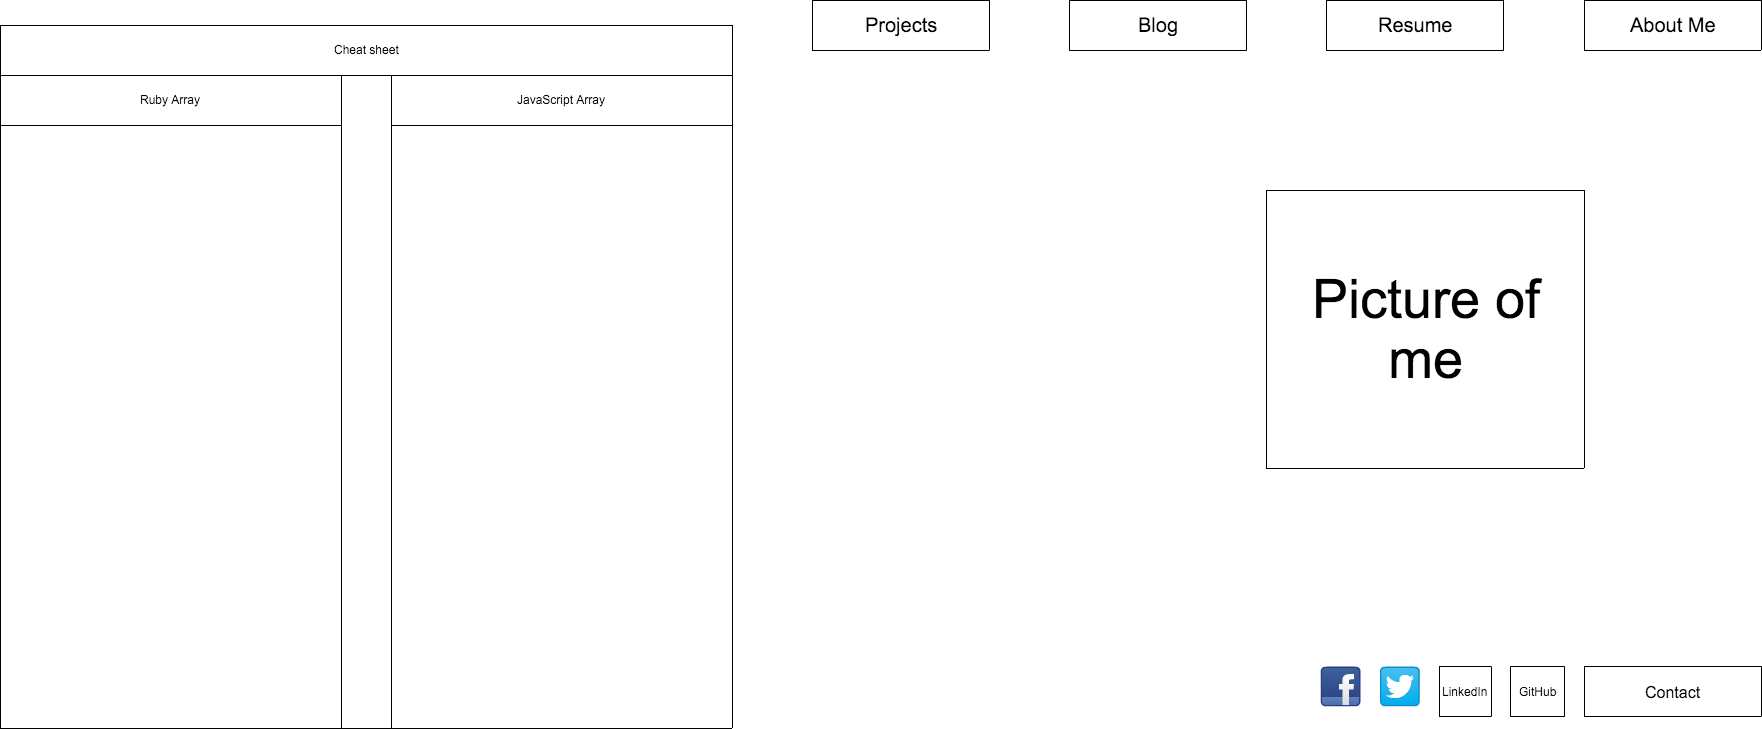 Cheat sheet
Ruby Array
JavaScript Array
Projects
Blog
Resume
About Me
Picture of
me
LinkedIn
GitHub
Contact